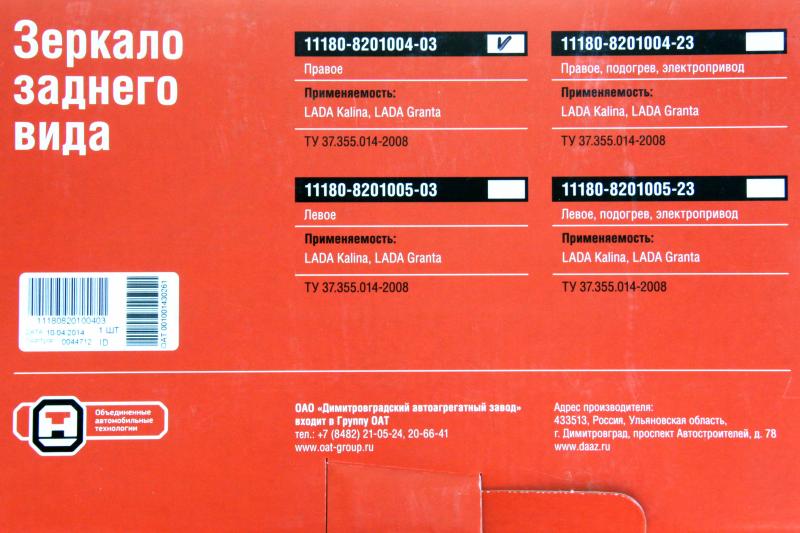 Зеркало
заднего
вида
11180-8201004-03
Правое
Применяемость:
LADA Kalina, LADA Granta
ТУ 37.355.014-2008
11180-8201004-23
Правое, подогрев, электропривод
Применяемость:
LADA Kalina, LADA Granta
ТУ 37.355.014-2008
11180-8201005-03
Левое
Применяемость:
LADA Kalina, LADA Granta
ТУ 37.355.014-2008
11180-8201005-23
Левое, подогрев, электропривод
Применяемость:
LADA Kalina, LADA Granta
ТУ 37.355.014-2008
11180820100403
ДАТА 10.04.2014 1 ШТ
0044712 ID
OAT 001001430261
Объединенные
автомобильные
технологии
ОАО «Димитровградский автоагрегатный завод»
входит в Группу ОАТ
тел.: +7 (8482) 21-05-24, 20-66-41
www.oat-group.ru
Адрес производителя:
433513, Россия, Ульяновская область,
г. Димитровград, проспект Автостроителей, д. 78
www.daaz.ru